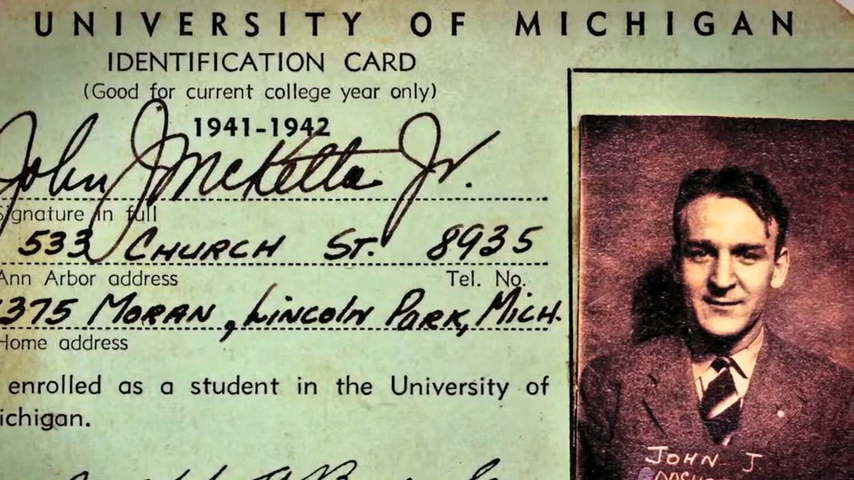 UNIVERSITY OF MICHIGAN
IDENTIFICATION CARD
(Good for current college year only)
1941-1942
John J McKetta Jr.
Signature in full
533 CHURCH ST. 8935
Ann Arbor address Tel. No.
375 MORAN, LINCOLN PARK, MICH.
Home address
enrolled as a student in the University of
ichigan.
JOHN J